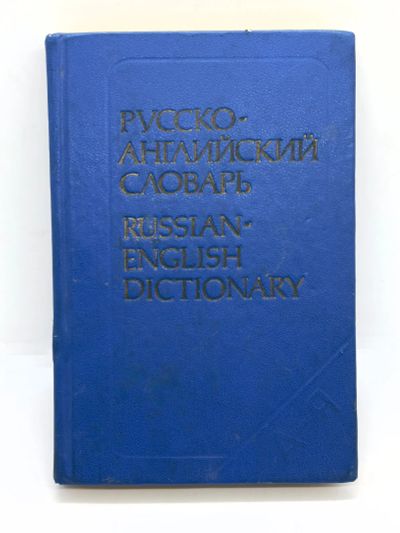 РУССКО-
АНГЛИЙСКИЙ
СЛОВАРЬ
RUSSIAN-
ENGLISH
DICTIONARY